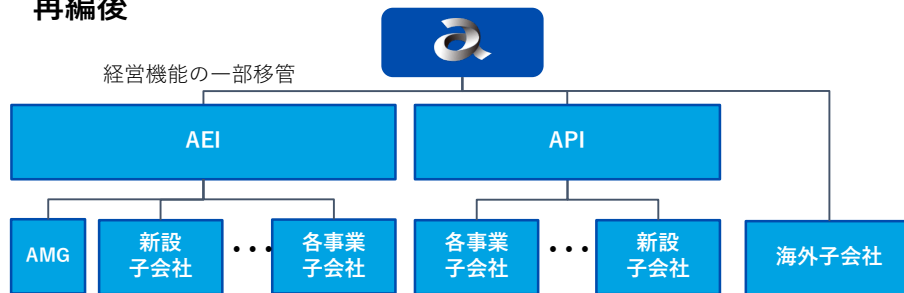 再編後
a
経営機能の一部移管
AEI
API
AMG
新設
子会社
・・・
各事業
子会社
各事業
子会社
・・・
新設
子会社
海外子会社